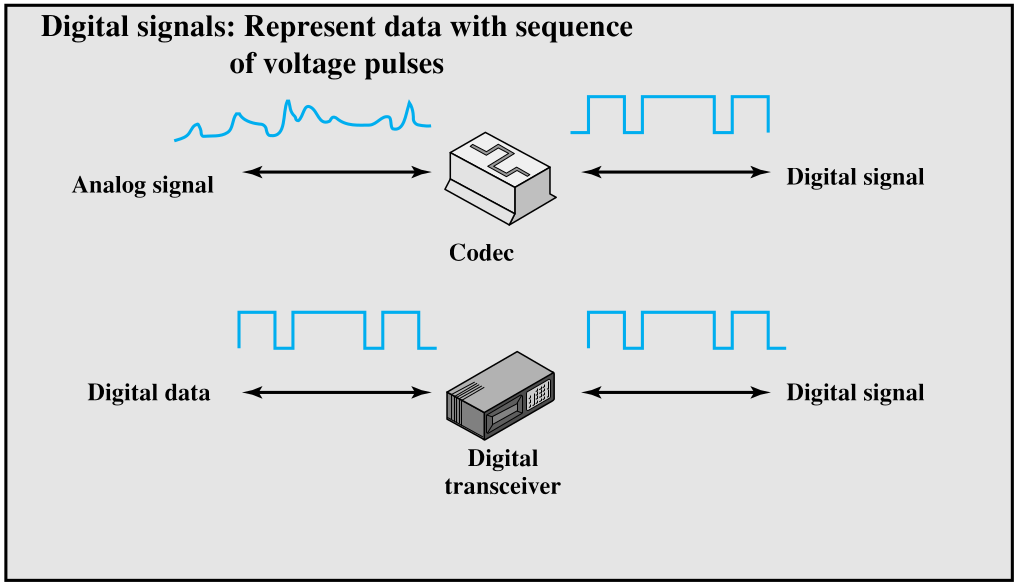 Digital signals: Represent data with sequence
of voltage pulses
Analog signal
Digital signal
Codec
Digital data
Digital signal
Digital
transceiver